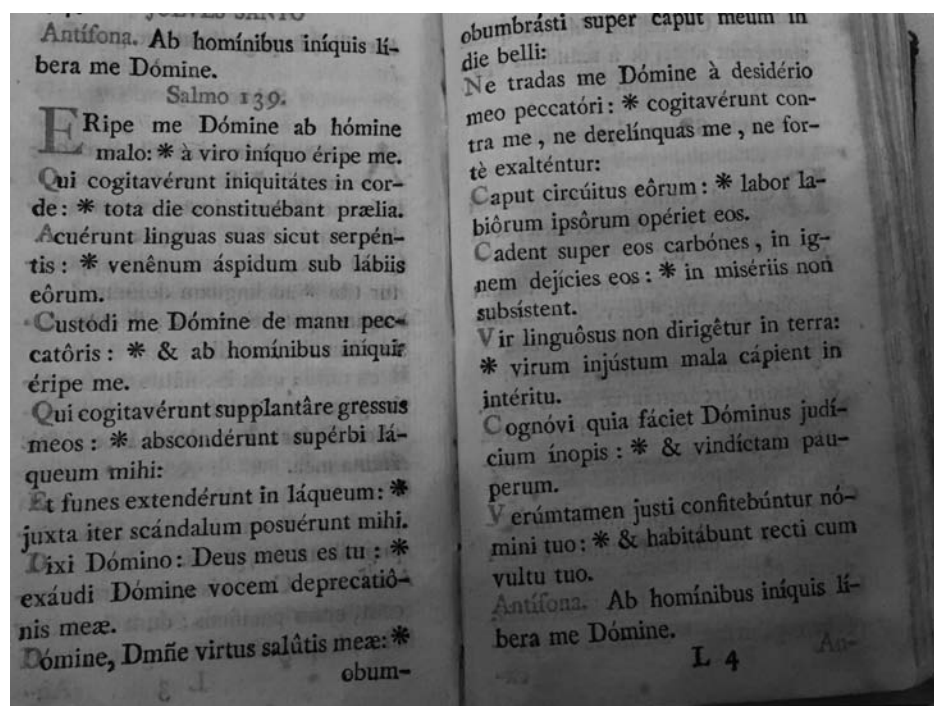 JUEVES SANTO
Antífona. Ab homínibus iníquis lí-
bera me Dómine.
Salmo 139.
ERipe me Dómine ab hómine
malo: * à viro iníquo éripe me.
Qui cogitavérunt iniquitátes in cor-
de: * tota die constituébant prælia.
Acuérunt linguas suas sicut serpén-
tis: * venênum áspidum sub lábiis
eôrum.
Custódi me Dómine de manu pec-
catôris: * & ab homínibus iníquis
éripe me.
Qui cogitavérunt supplantâre gressus
meos: * abscondérunt supérbi lá-
queum mihi:
Et funes extendérunt in láqueum: *
juxta iter scándalum posuérunt mihi.
Dixi Dómino: Deus meus es tu: *
exáudi Dómine vocem deprecatiô-
nis meæ.
Dómine, Dmñe virtus salûtis meæ: *
obum-
obumbrásti super caput meum in
die belli:
Ne tradas me Dómine à desidério
meo peccatóri: * cogitavérunt con-
tra me, ne derelínquas me, ne for-
tè exalténtur:
Caput circúitus eôrum: * labor la-
biôrum ipsôrum opériet eos.
Cadent super eos carbónes, in ig-
nem dejícies eos: * in misériis non
subsístent.
Vir linguôsus non dirigêtur in terra:
* virum injústum mala cápient in
intéritu.
Cognóvi quia fáciet Dóminus judí-
cium ínopis: * & vindíctam páu-
perum.
Verúmtamen justi confitebúntur nó-
mini tuo: * & habitábunt recti cum
vultu tuo.
Antífona. Ab homínibus iníquis lí-
bera me Dómine.
L 4 An-